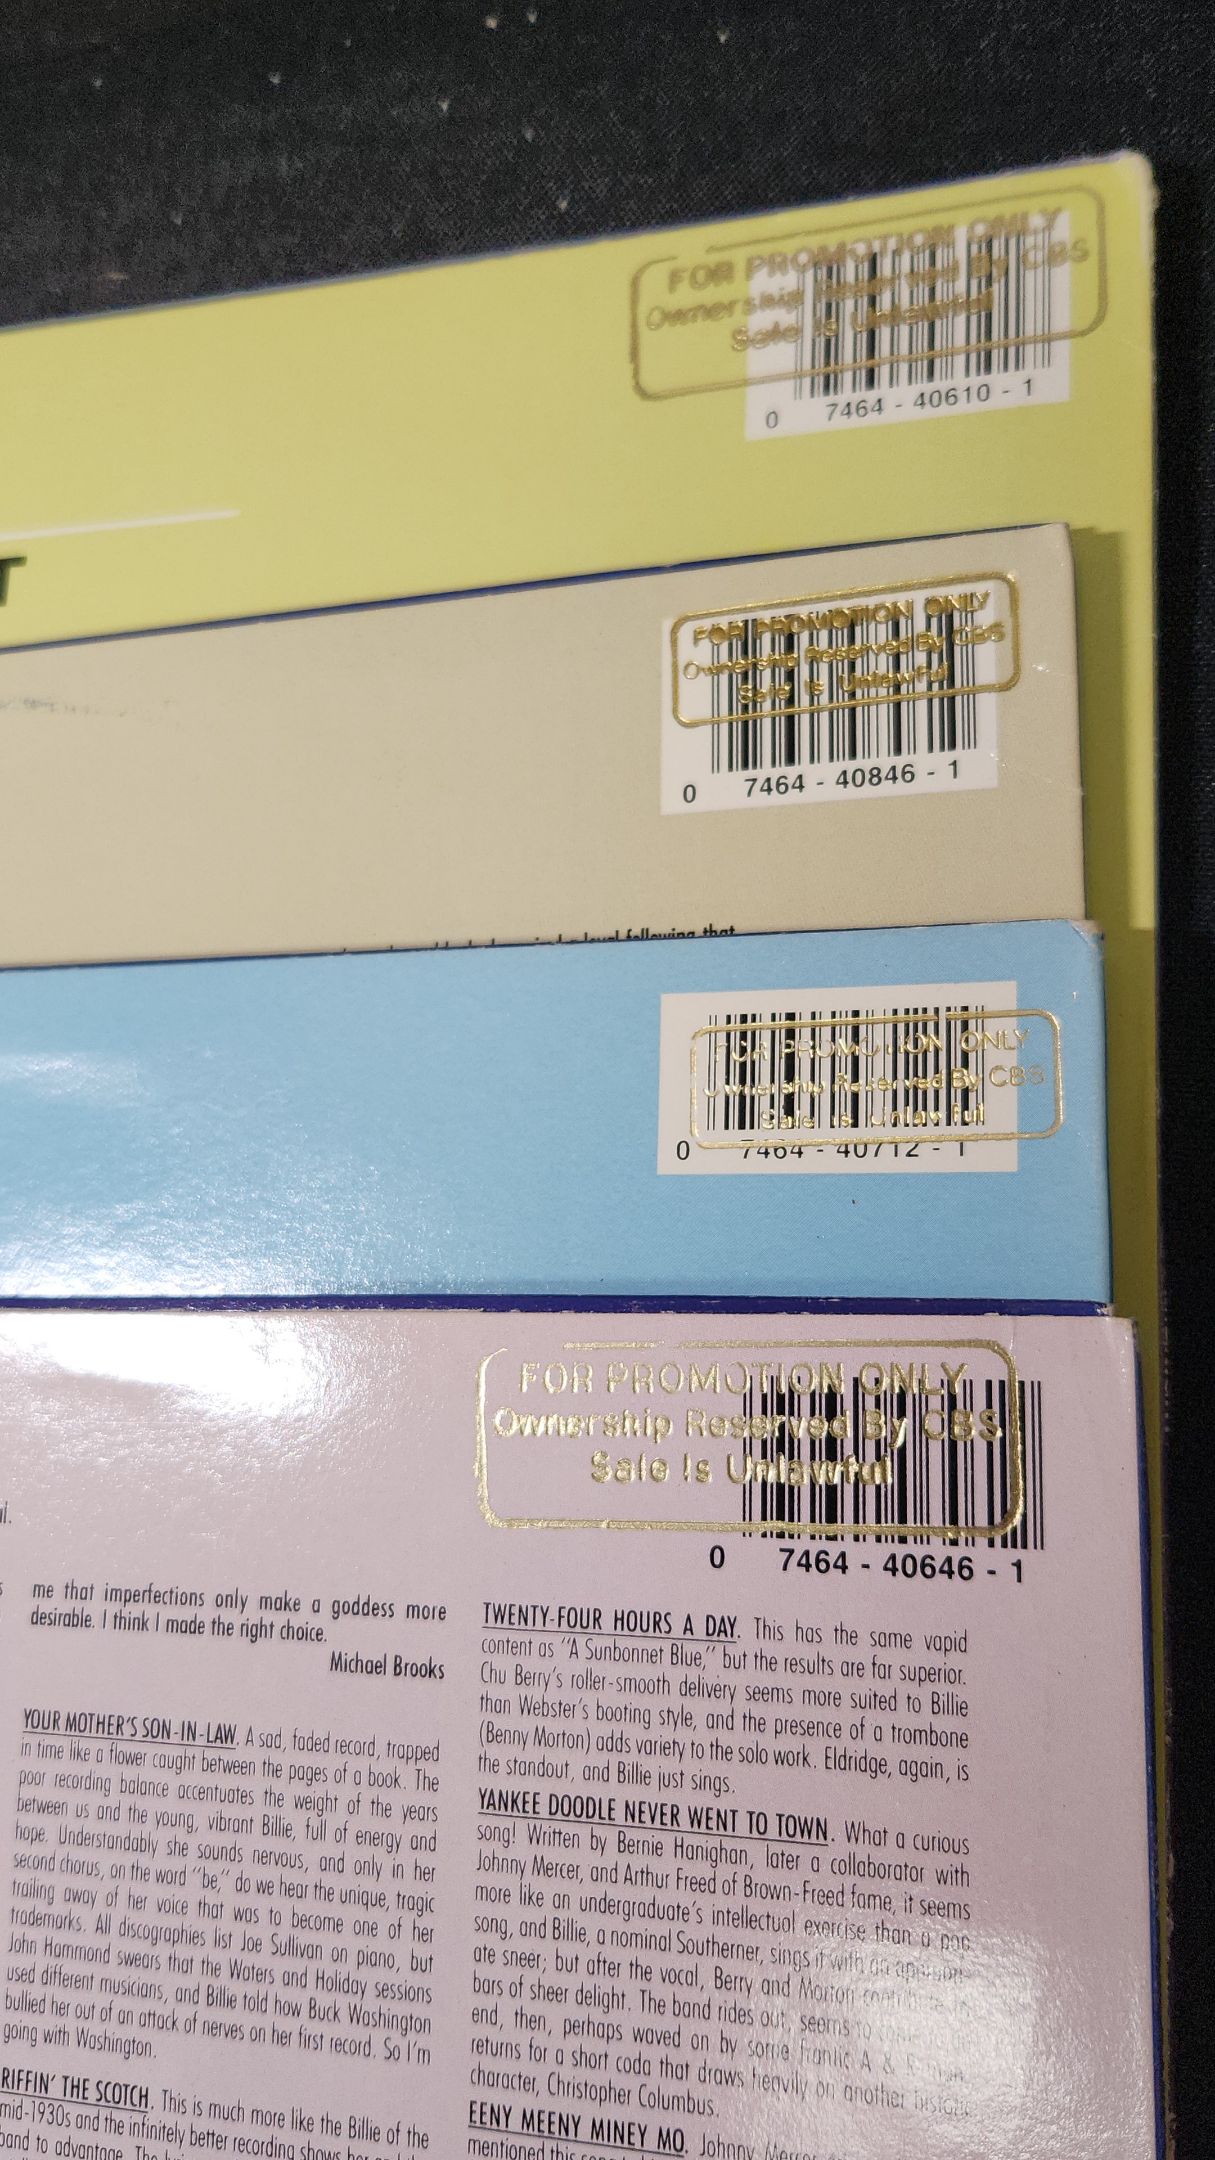 FOR PROMOTION ONLY
Ownership Reserved By CBS
Sale Is Unlawful
0 7464 - 40610 - 1
T
FOR PROMOTION ONLY
Ownership Reserved By CBS
Sale Is Unlawful
0 7464 - 40846 - 1
level following that
FOR PROMOTION ONLY
Ownership Reserved By CBS
Sale Is Unlawful
0 7464 - 40712 - 1
FOR PROMOTION ONLY
Ownership Reserved By CBS
Sale Is Unlawful
0 7464 - 40646 - 1
me that imperfections only make a goddess more
desirable. I think I made the right choice.
Michael Brooks
YOUR MOTHER'S SON-IN-LAW. A sad, faded record, trapped
in time like a flower caught between the pages of a book. The
poor recording balance accentuates the weight of the years
between us and the young, vibrant Billie, full of energy and
hope. Understandably she sounds nervous, and only in her
second chorus, on the word "be," do we hear the unique, tragic
trailing away of her voice that was to become one of her
trademarks. All discographies list Joe Sullivan on piano, but
John Hammond swears that the Waters and Holiday sessions
used different musicians, and Billie told how Buck Washington
bullied her out of an attack of nerves on her first record. So I'm
going with Washington.
RIFFIN' THE SCOTCH. This is much more like the Billie of the
mid-1930s and the infinitely better recording shows her
band to advantage. The
TWENTY-FOUR HOURS A DAY. This has the same vapid
content as "A Sunbonnet Blue," but the results are far superior.
Chu Berry's roller-smooth delivery seems more suited to Billie
than Webster's booting style, and the presence of a trombone
(Benny Morton) adds variety to the solo work. Eldridge, again, is
the standout, and Billie just sings.
YANKEE DOODLE NEVER WENT TO TOWN. What a curious
song! Written by Bernie Hanighan, later a collaborator with
Johnny Mercer, and Arthur Freed of Brown-Freed fame, it seems
more like an undergraduate's intellectual exercise than a pop
song, and Billie, a nominal Southerner, sings it with an
ate sneer; but after the vocal, Berry and Morton
bars of sheer delight. The band rides out, seems to
end, then, perhaps waved on by some frantic A & R
returns for a short coda that draws heavily on another
character, Christopher Columbus.
EENY MEENY MINEY MO. Johnny Mercer
mentioned this